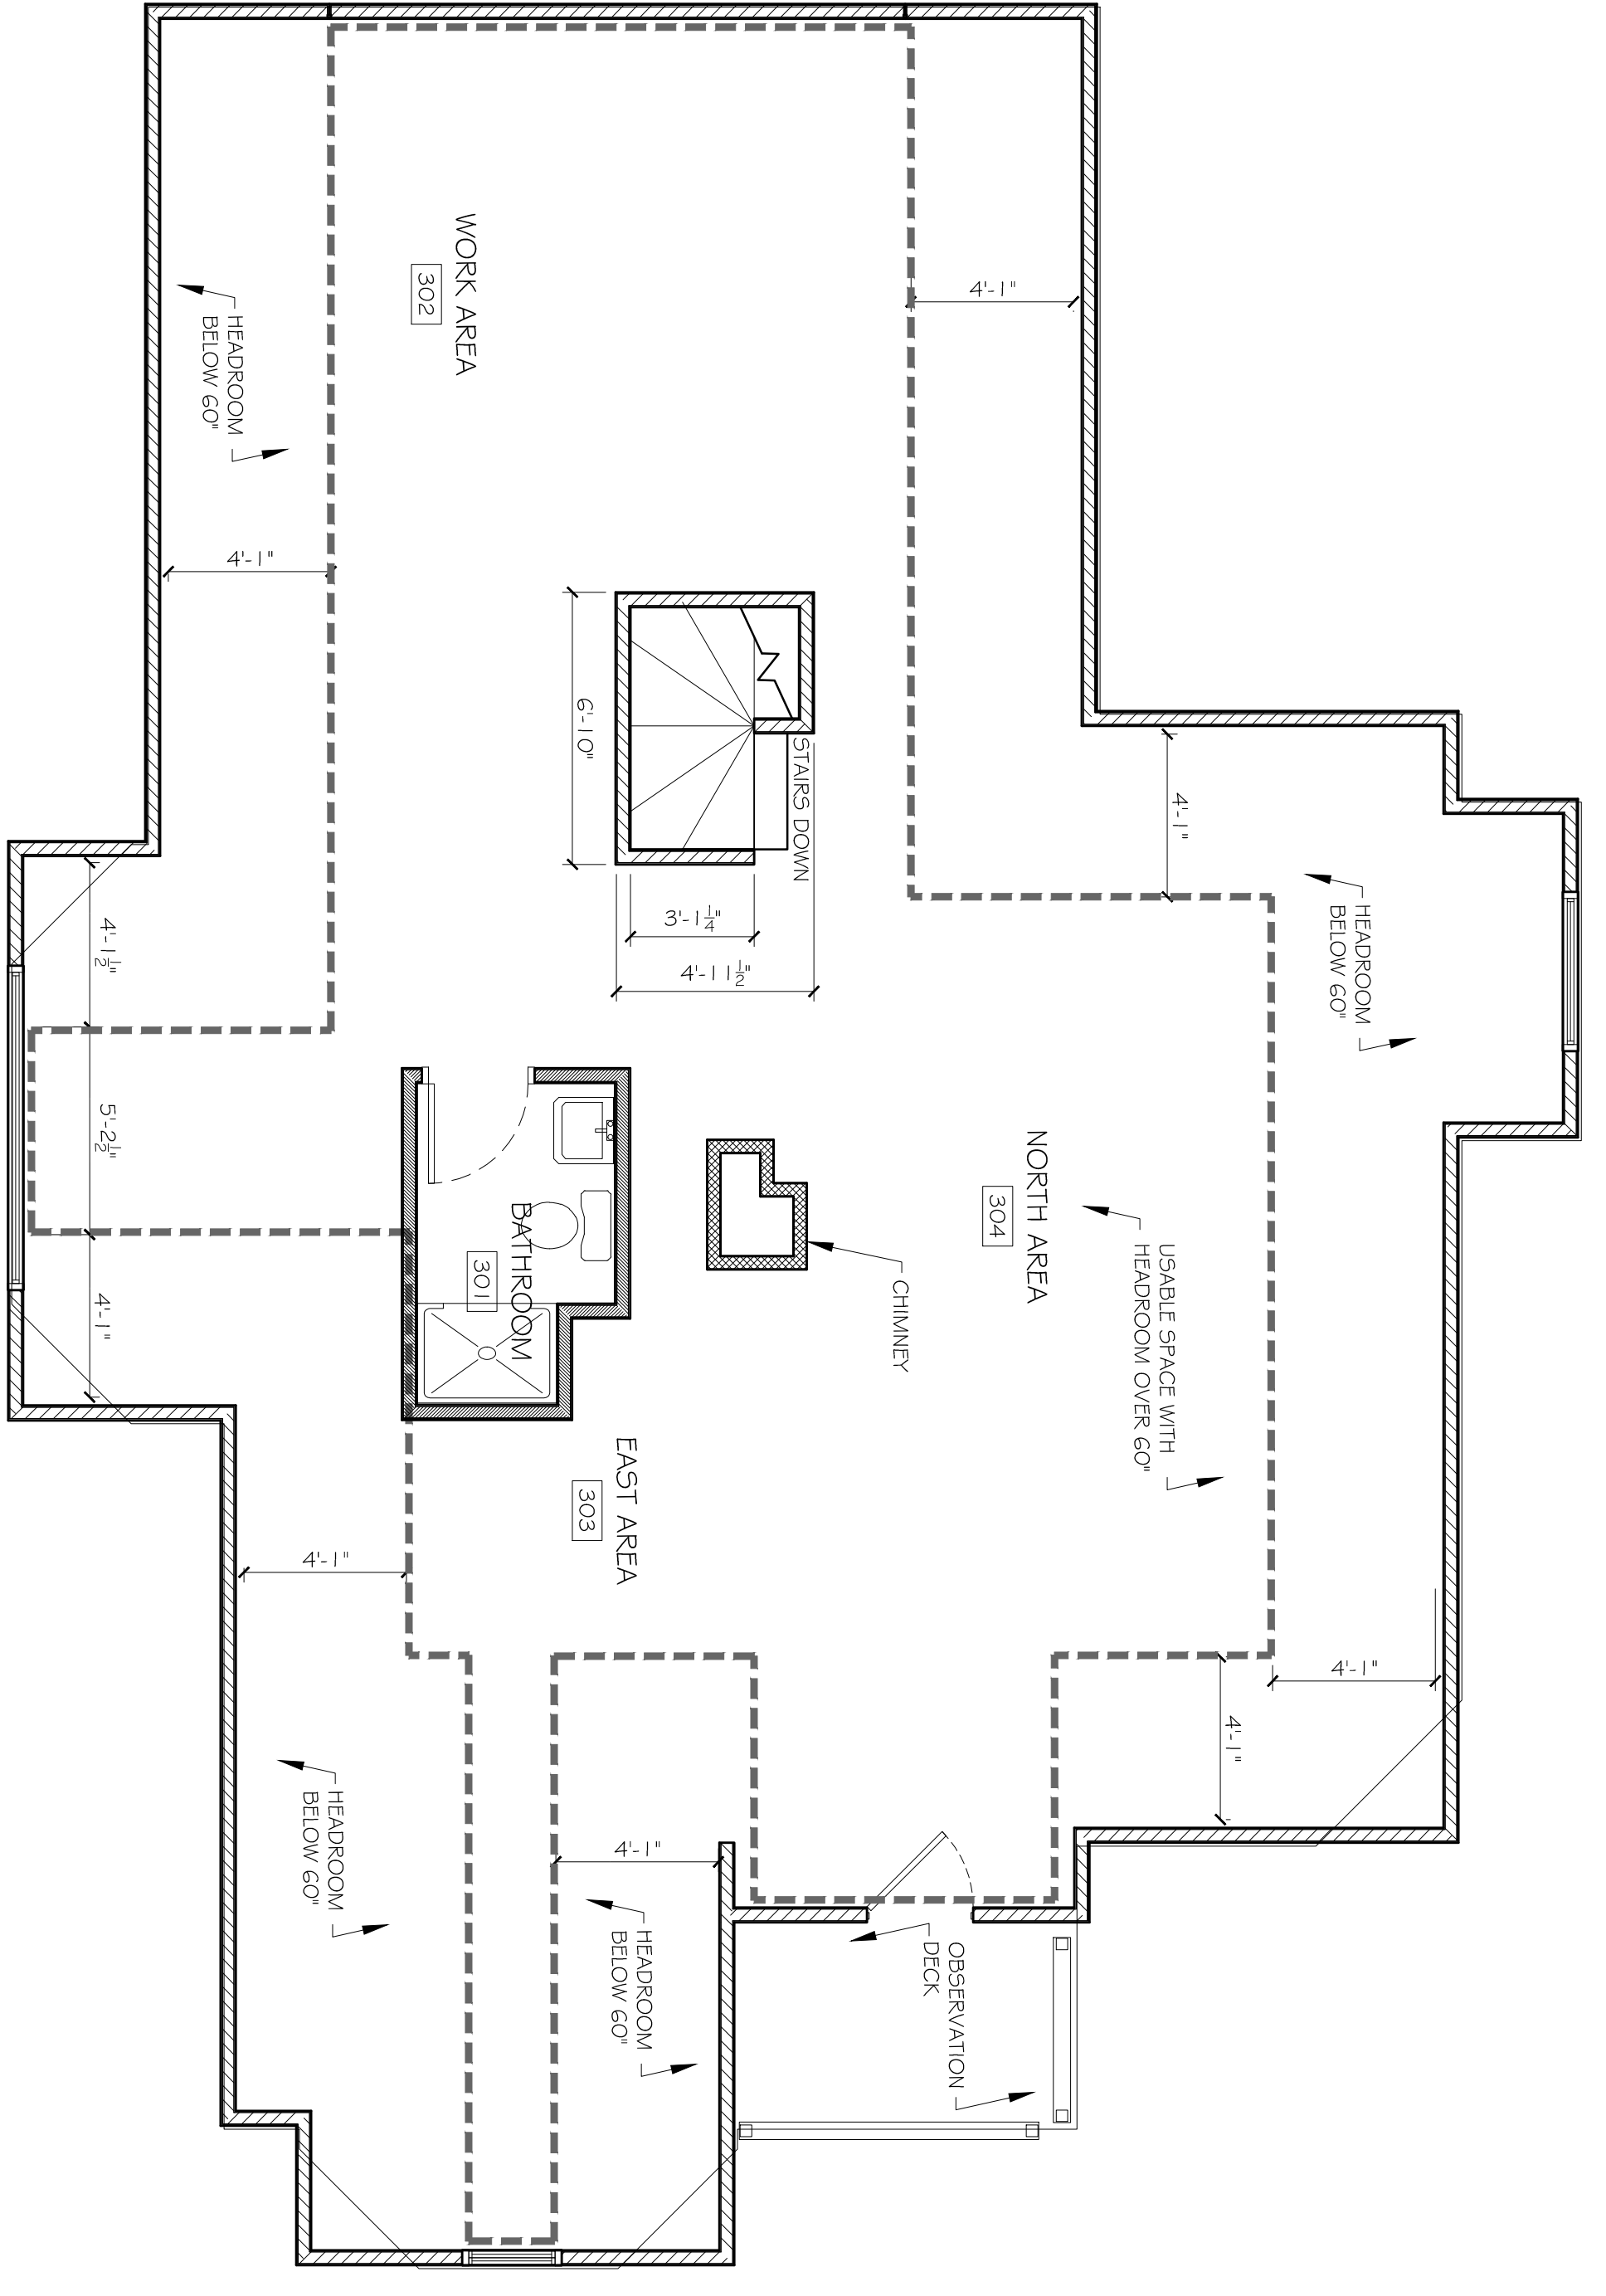 WORK AREA
302
HEADROOM
BELOW 60"
4'-1"
4'-1"
6'-10"
STAIRS DOWN
3'-1 1/4"
4'-11 1/2"
4'-1"
HEADROOM
BELOW 60"
4'-1 1/2"
5'-2 1/2"
4'-1"
BATHROOM
301
NORTH AREA
304
USABLE SPACE WITH
HEADROOM OVER 60"
CHIMNEY
EAST AREA
303
4'-1"
4'-1"
4'-1"
HEADROOM
BELOW 60"
4'-1"
HEADROOM
BELOW 60"
OBSERVATION
DECK